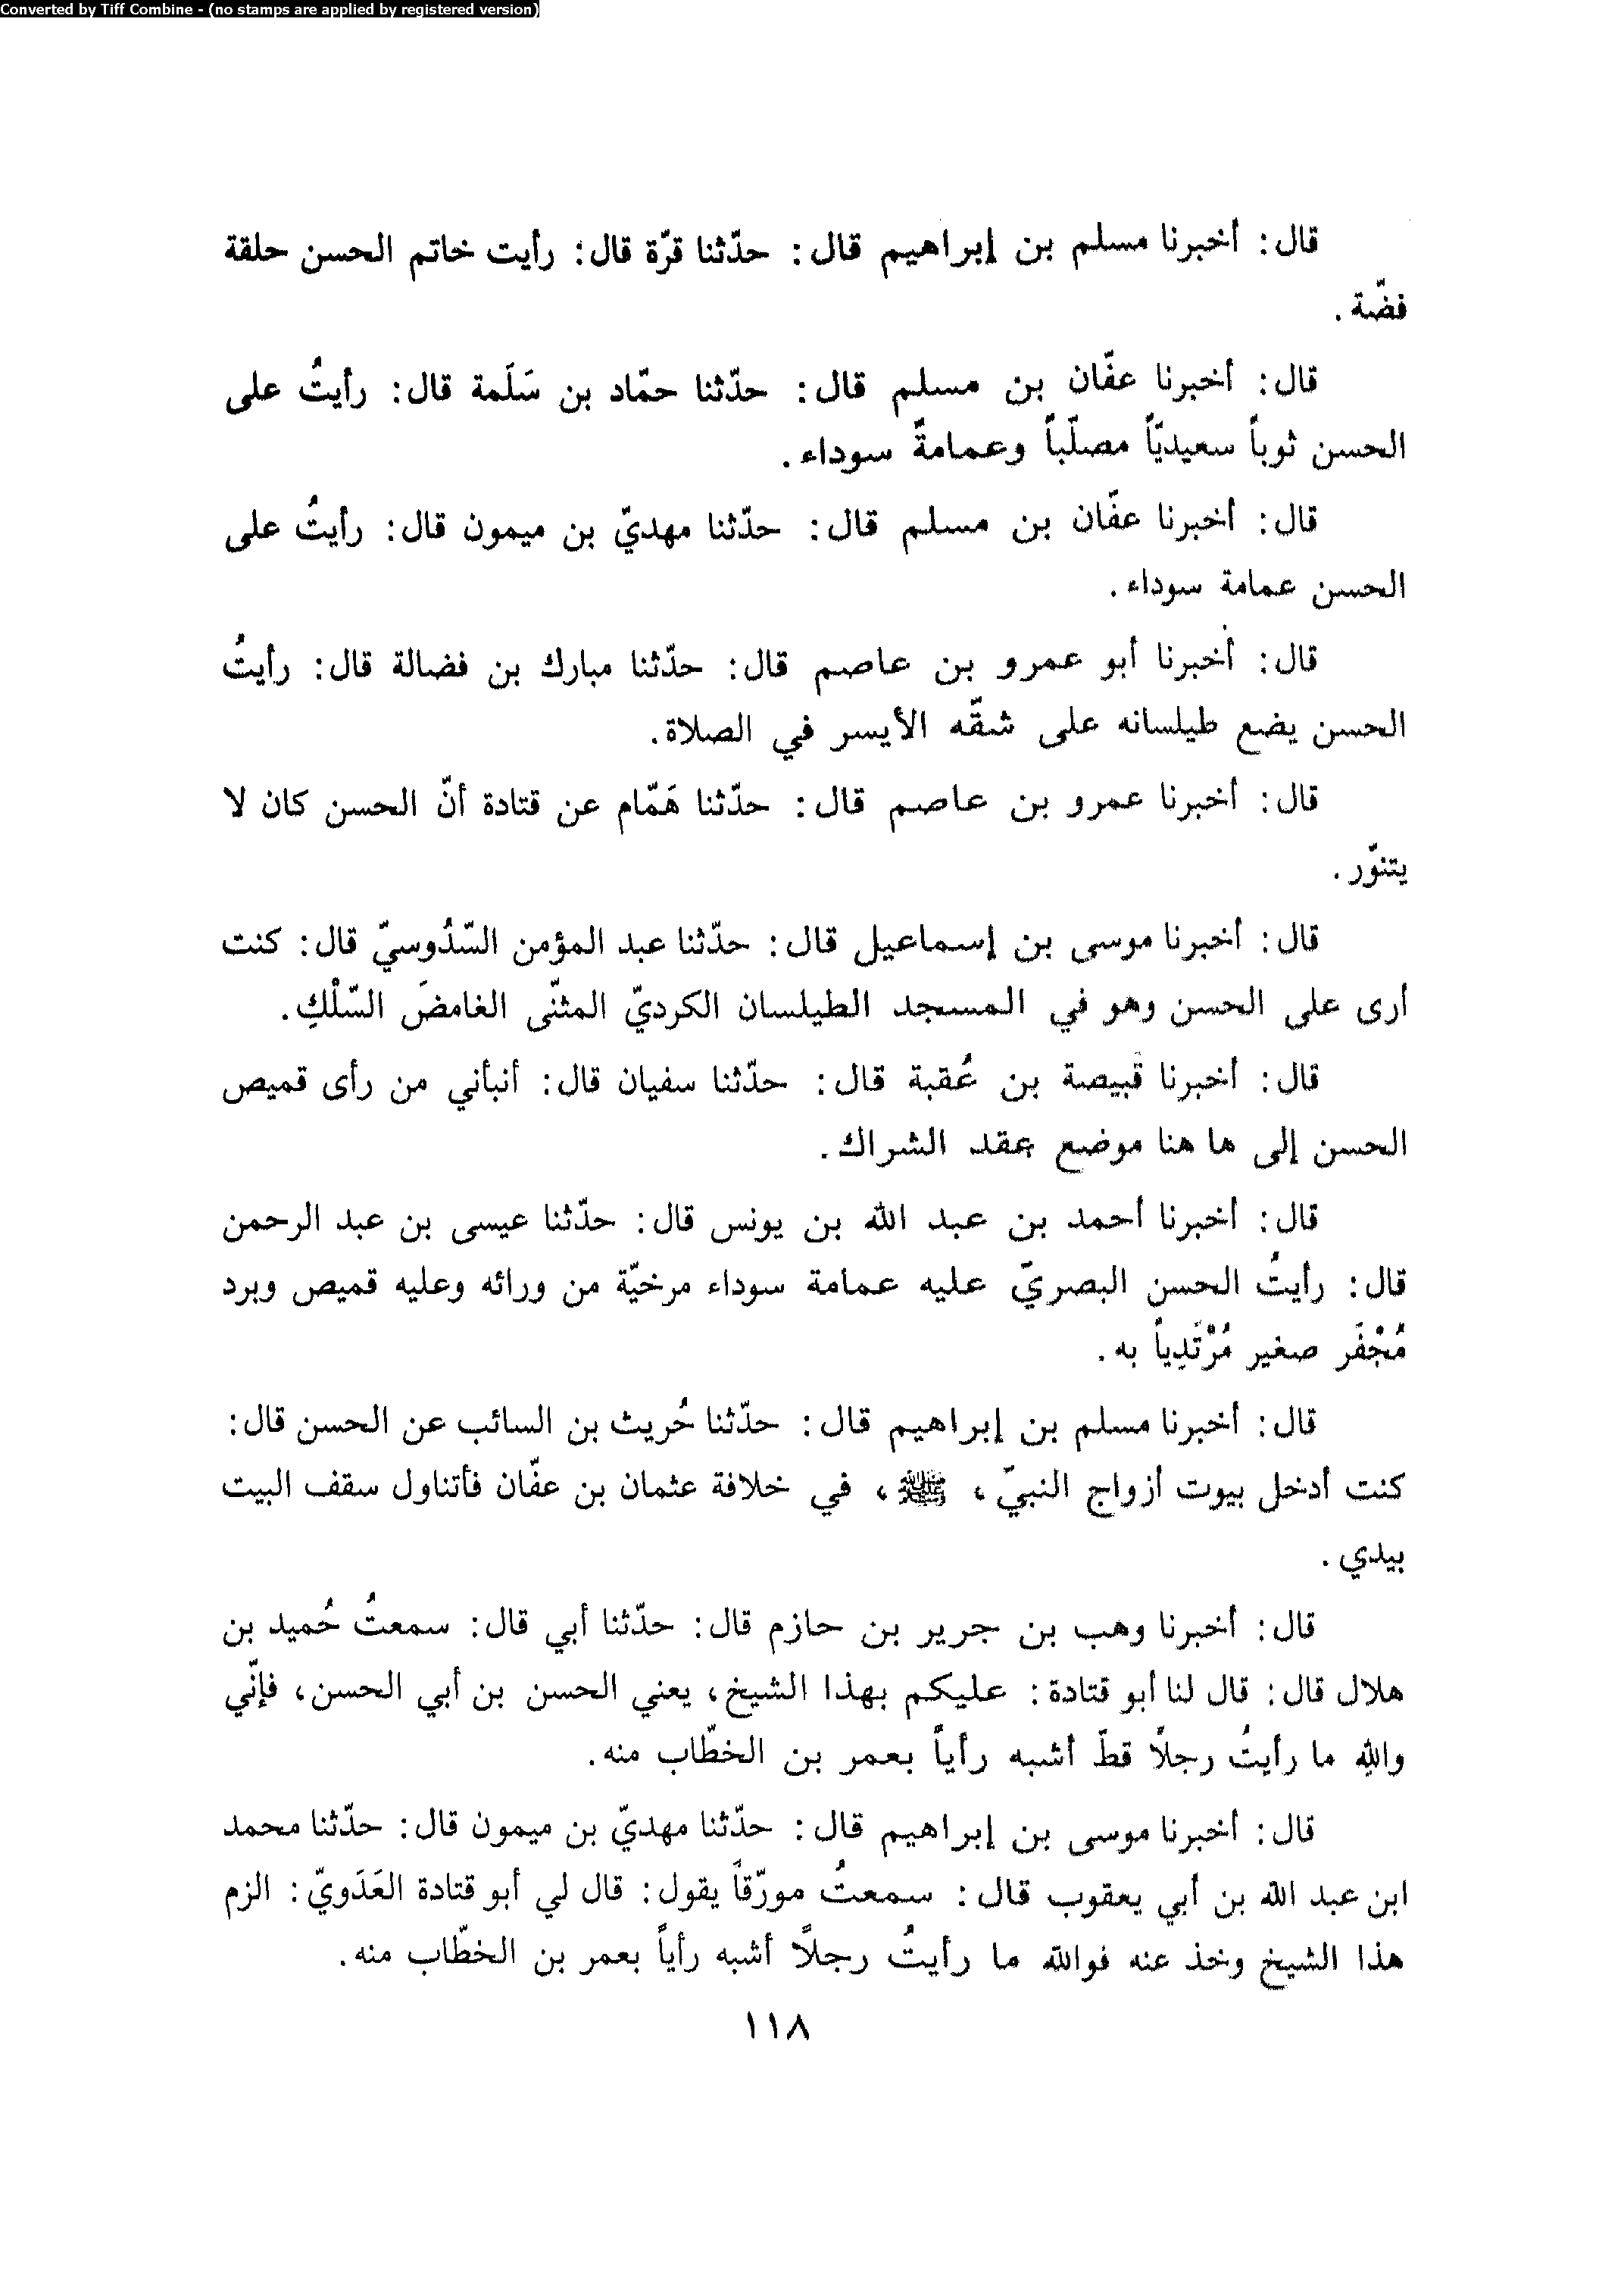 Converted by Tiff Combine - (no stamps are applied by registered version)
قال: أخبرنا مسلم بن إبراهيم قال: حدّثنا قرّة قال: رأيت خاتم الحسن حلقة
فضّة.
قال: أخبرنا عفّان بن مسلم قال: حدّثنا حمّاد بن سَلَمة قال: رأيتُ على
الحسن ثوباً سعيديّاً مصلّباً وعمامةً سوداء.
قال: أخبرنا عفّان بن مسلم قال: حدّثنا مهديّ بن ميمون قال: رأيتُ على
الحسن عمامة سوداء.
قال: أخبرنا أبو عمرو بن عاصم قال: حدّثنا مبارك بن فضالة قال: رأيتُ
الحسن يضع طيلسانه على شقّه الأيسر في الصلاة.
قال: أخبرنا عمرو بن عاصم قال: حدّثنا هَمّام عن قتادة أنّ الحسن كان لا
يتنوّر.
قال: أخبرنا موسى بن إسماعيل قال: حدّثنا عبد المؤمن السّدُوسيّ قال: كنت
أرى على الحسن وهو في المسجد الطيلسان الكرديّ المثنّى الغامضَ السّلْكِ.
قال: أخبرنا قَبيصة بن عُقبة قال: حدّثنا سفيان قال: أنبأني من رأى قميص
الحسن إلى ها هنا موضع عقد الشراك.
قال: أخبرنا أحمد بن عبد الله بن يونس قال: حدّثنا عيسى بن عبد الرحمن
قال: رأيتُ الحسن البصريّ عليه عمامة سوداء مرخيّة من ورائه وعليه قميص وبرد
مُجْفَر صغير مُرْتَدِياً به.
قال: أخبرنا مسلم بن إبراهيم قال: حدّثنا حُريث بن السائب عن الحسن قال:
كنت أدخل بيوت أزواج النبيّ، ﷺ، في خلافة عثمان بن عفّان فأتناول سقف البيت
بيدي.
قال: أخبرنا وهب بن جرير بن حازم قال: حدّثنا أبي قال: سمعتُ حُميد بن
هلال قال: قال لنا أبو قتادة: عليكم بهذا الشيخ، يعني الحسن بن أبي الحسن، فإنّي
واللهِ ما رأيتُ رجلاً قطّ أشبه رأياً بعمر بن الخطّاب منه.
قال: أخبرنا موسى بن إبراهيم قال: حدّثنا مهديّ بن ميمون قال: حدّثنا محمد
ابن عبد الله بن أبي يعقوب قال: سمعتُ مورّقاً يقول: قال لي أبو قتادة العَدَويّ: الزم
هذا الشيخ وخذ عنه فوالله ما رأيتُ رجلاً أشبه رأياً بعمر بن الخطّاب منه.
١١٨